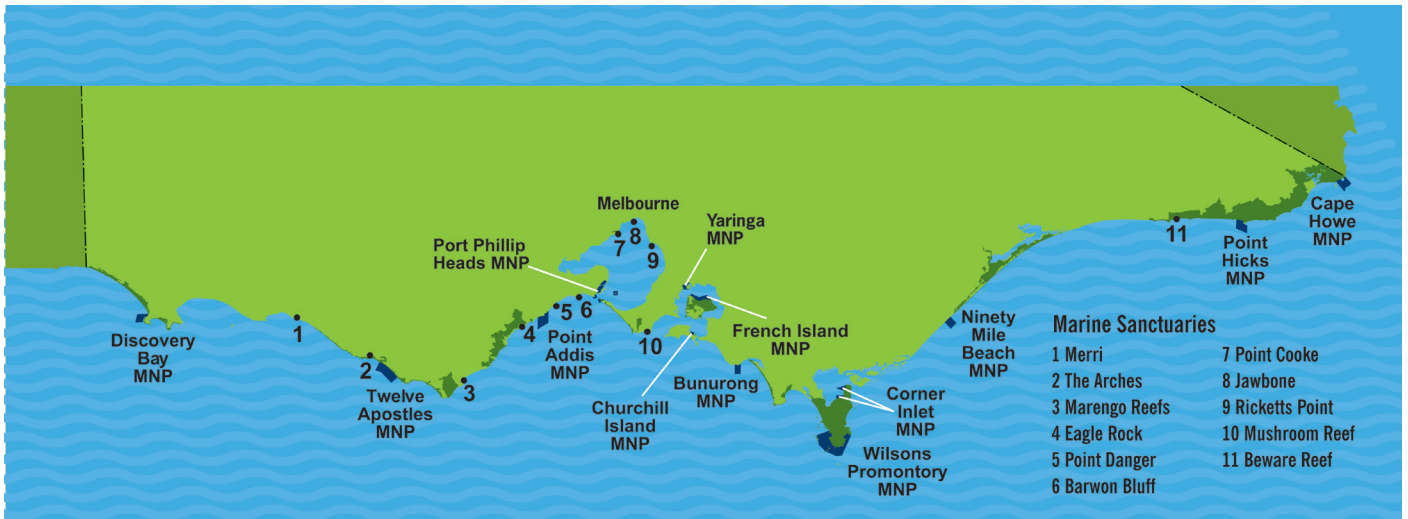 Melbourne
8
7
9
Yaringa
MNP
Port Phillip
Heads MNP
Discovery
Bay
MNP
1
2
Twelve
Apostles
MNP
3
4
5
6
Point
Addis
MNP
10
Churchill
Island
MNP
Bunurong
MNP
French Island
MNP
Corner
Inlet
MNP
Wilsons
Promontory
MNP
Ninety
Mile
Beach
MNP
11
Point
Hicks
MNP
Cape
Howe
MNP
Marine Sanctuaries
1 Merri
2 The Arches
3 Marengo Reefs
4 Eagle Rock
5 Point Danger
6 Barwon Bluff
7 Point Cooke
8 Jawbone
9 Ricketts Point
10 Mushroom Reef
11 Beware Reef